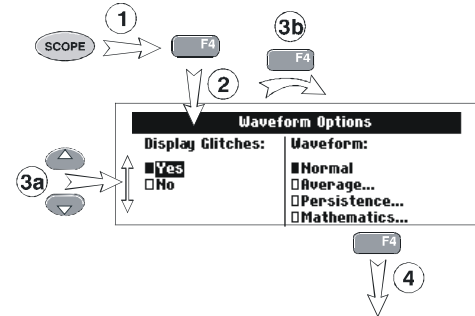 1
3b
SCOPE
F4
F4
2
Waveform Options
Display Glitches:
Waveform:
3a
■Yes
□No
■Normal
□Average...
□Persistence...
□Mathematics...
F4
4